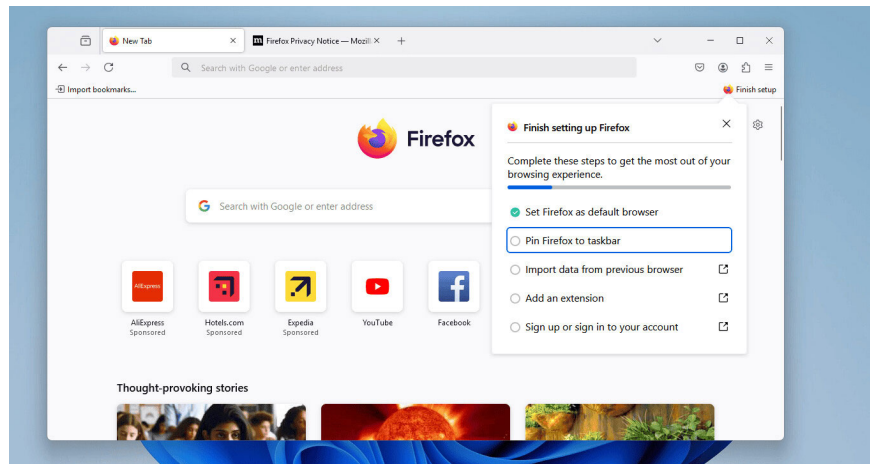 New Tab
Firefox Privacy Notice — Mozill
Search with Google or enter address
Import bookmarks...
Finish setup
Firefox
Finish setting up Firefox
Complete these steps to get the most out of your
browsing experience.
Search with Google or enter address
Set Firefox as default browser
Pin Firefox to taskbar
Import data from previous browser
Add an extension
Sign up or sign in to your account
AliExpress
AliExpress
Sponsored
Hotels.com
Sponsored
Expedia
Sponsored
YouTube
Facebook
Thought-provoking stories